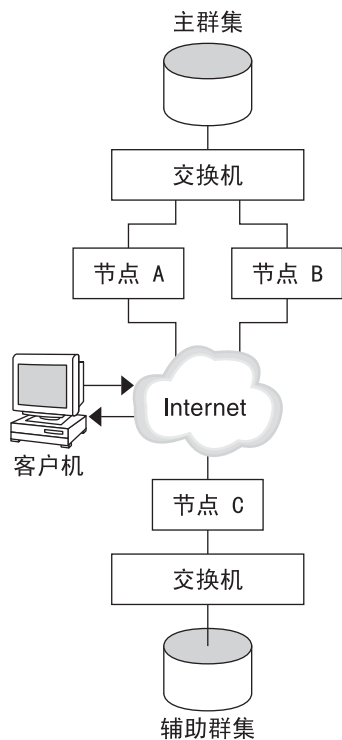 主群集
交换机
节点 A
节点 B
Internet
客户机
节点 C
交换机
辅助群集